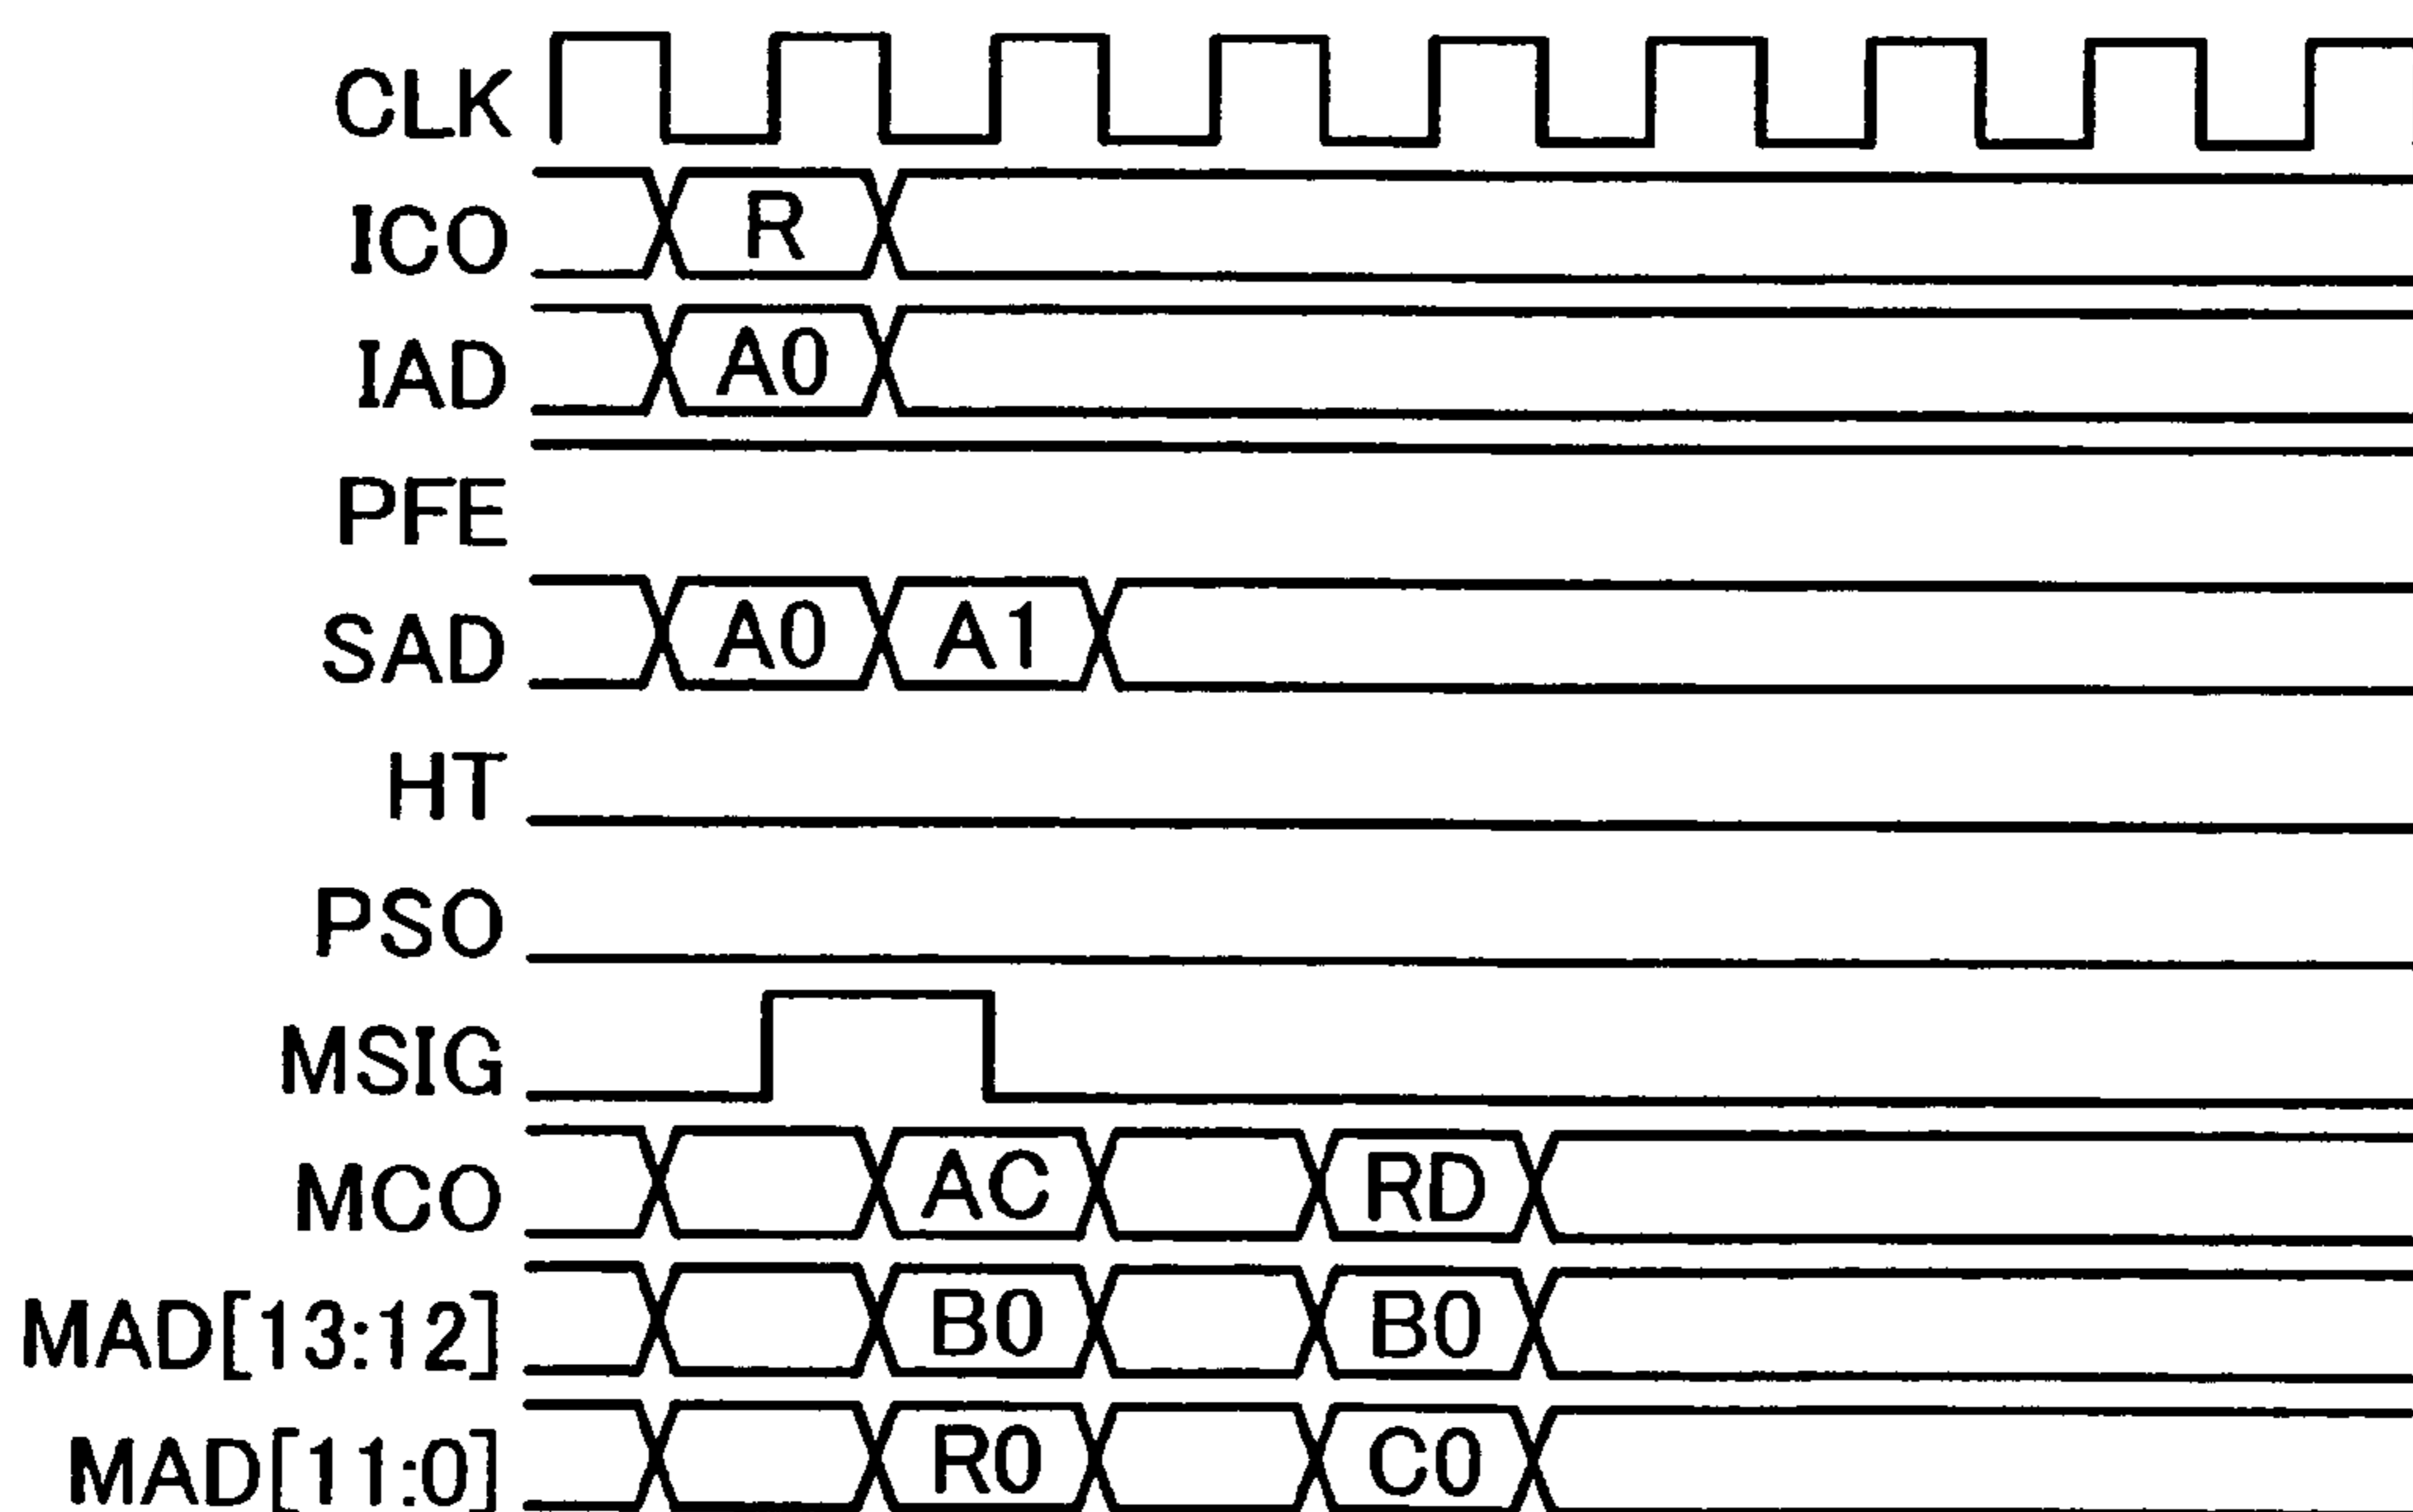 CLK
ICO R
IAD A0
PFE
SAD A0 A1
HT
PSO
MSIG
MCO AC RD
MAD[13:12] B0 B0
MAD[11:0] R0 C0